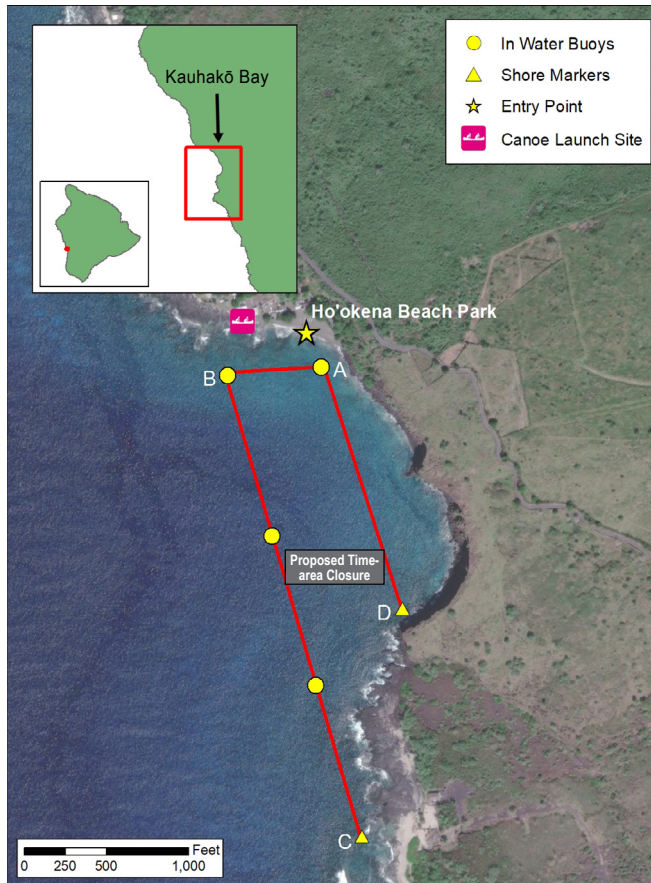 Kauhakō Bay
In Water Buoys
Shore Markers
Entry Point
Canoe Launch Site
Ho'okena Beach Park
B
A
Proposed Time-
area Closure
D
C
Feet
0 250 500 1,000